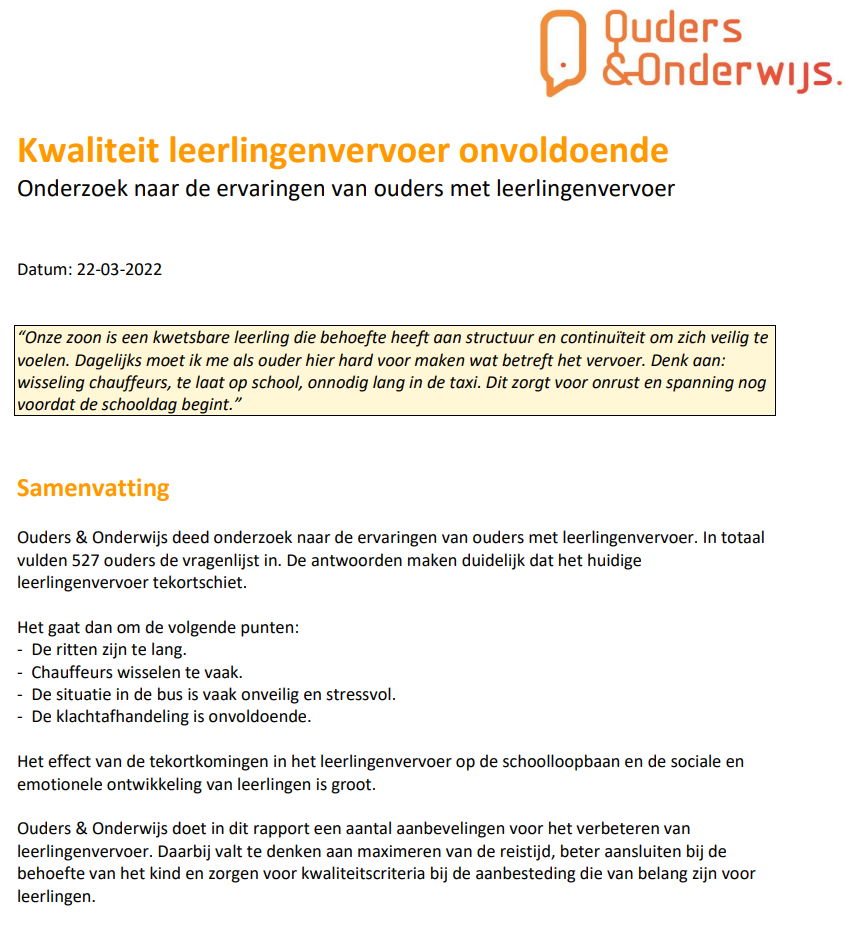 Ouders
&Onderwijs.
Kwaliteit leerlingenvervoer onvoldoende
Onderzoek naar de ervaringen van ouders met leerlingenvervoer
Datum: 22-03-2022
“Onze zoon is een kwetsbare leerling die behoefte heeft aan structuur en continuïteit om zich veilig te
voelen. Dagelijks moet ik me als ouder hier hard voor maken wat betreft het vervoer. Denk aan:
wisseling chauffeurs, te laat op school, onnodig lang in de taxi. Dit zorgt voor onrust en spanning nog
voordat de schooldag begint.”
Samenvatting
Ouders & Onderwijs deed onderzoek naar de ervaringen van ouders met leerlingenvervoer. In totaal
vulden 527 ouders de vragenlijst in. De antwoorden maken duidelijk dat het huidige
leerlingenvervoer tekortschiet.
Het gaat dan om de volgende punten:
- De ritten zijn te lang.
- Chauffeurs wisselen te vaak.
- De situatie in de bus is vaak onveilig en stressvol.
- De klachtafhandeling is onvoldoende.
Het effect van de tekortkomingen in het leerlingenvervoer op de schoolloopbaan en de sociale en
emotionele ontwikkeling van leerlingen is groot.
Ouders & Onderwijs doet in dit rapport een aantal aanbevelingen voor het verbeteren van
leerlingenvervoer. Daarbij valt te denken aan maximeren van de reistijd, beter aansluiten bij de
behoefte van het kind en zorgen voor kwaliteitscriteria bij de aanbesteding die van belang zijn voor
leerlingen.